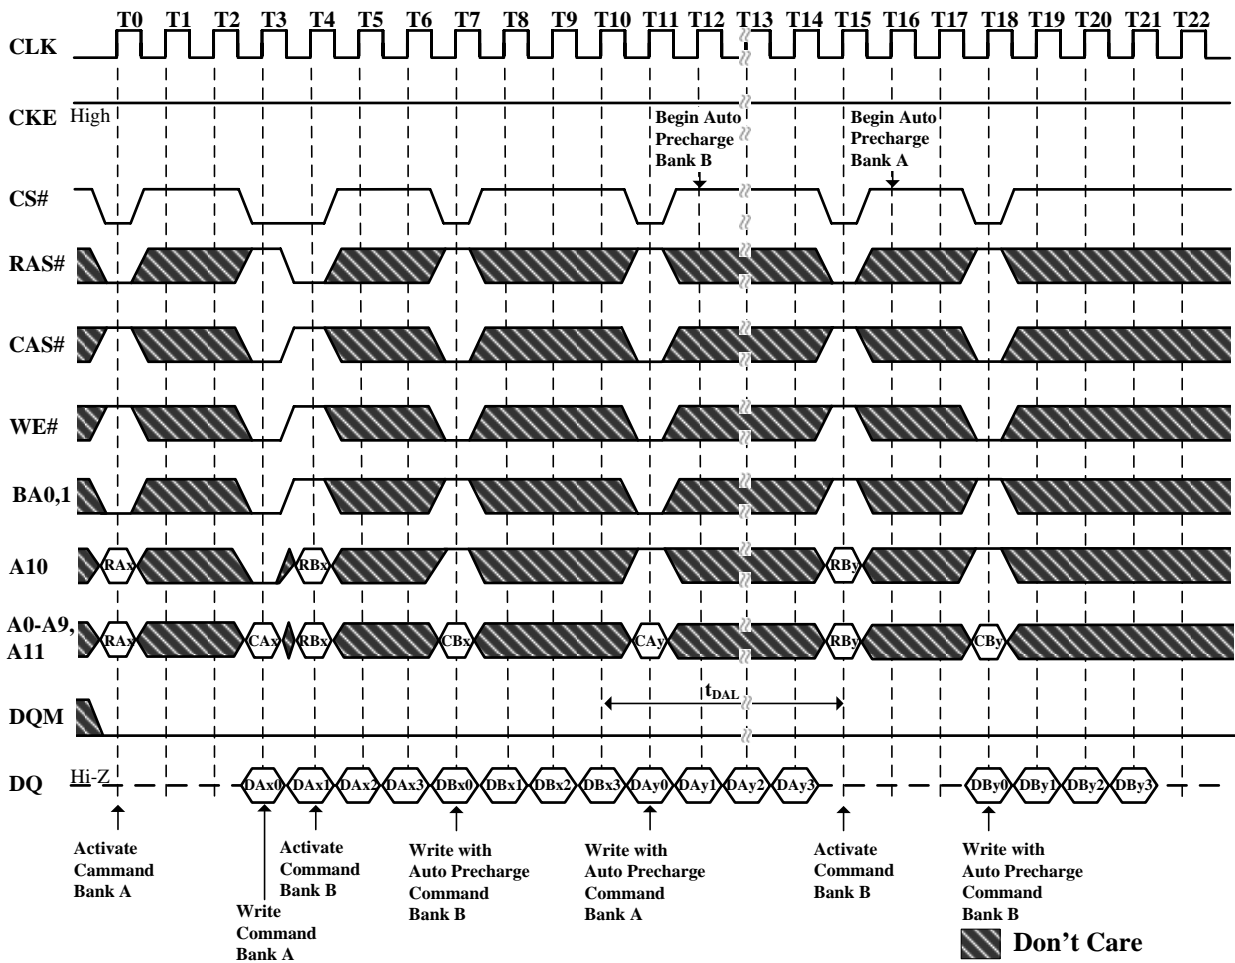 T0 T1 T2 T3 T4 T5 T6 T7 T8 T9 T10 T11 T12 T13 T14 T15 T16 T17 T18 T19 T20 T21 T22
CLK
CKE High
Begin Auto
Precharge
Bank B
Begin Auto
Precharge
Bank A
CS#
RAS#
CAS#
WE#
BA0,1
A10 RAx RBx RBy
A0-A9,
A11
RAx CAx RBx CBx CAy RBy CBy
tDAL
DQM
DQ Hi-Z DAx0 DAx1 DAx2 DAx3 DBx0 DBx1 DBx2 DBx3 DAy0 DAy1 DAy2 DAy3 DBy0 DBy1 DBy2 DBy3
Activate
Cammand
Bank A
Write
Command
Bank A
Activate
Command
Bank B
Write with
Auto Precharge
Command
Bank B
Write with
Auto Precharge
Command
Bank A
Activate
Command
Bank B
Write with
Auto Precharge
Command
Bank B
Don't Care